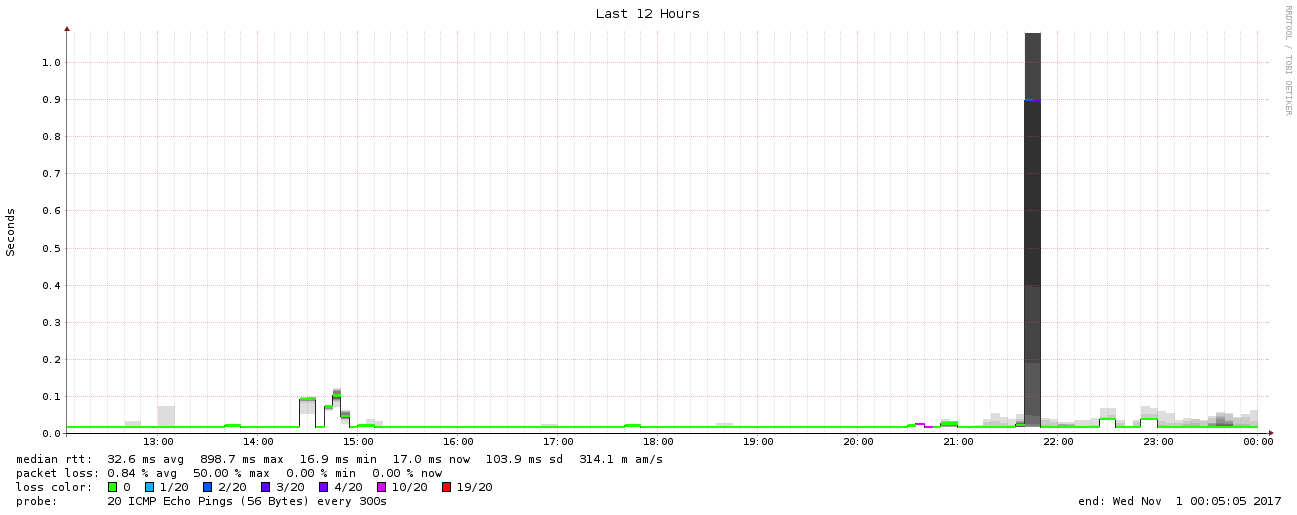 Last 12 Hours
RRDTOOL / TOBI OETIKER
Seconds
1.0
0.9
0.8
0.7
0.6
0.5
0.4
0.3
0.2
0.1
0.0
13:00 14:00 15:00 16:00 17:00 18:00 19:00 20:00 21:00 22:00 23:00 00:00
median rtt: 32.6 ms avg 898.7 ms max 16.9 ms min 17.0 ms now 103.9 ms sd 314.1 m am/s
packet loss: 0.84 % avg 50.00 % max 0.00 % min 0.00 % now
loss color: 0 1/20 2/20 3/20 4/20 10/20 19/20
probe: 20 ICMP Echo Pings (56 Bytes) every 300s end: Wed Nov 1 00:05:05 2017